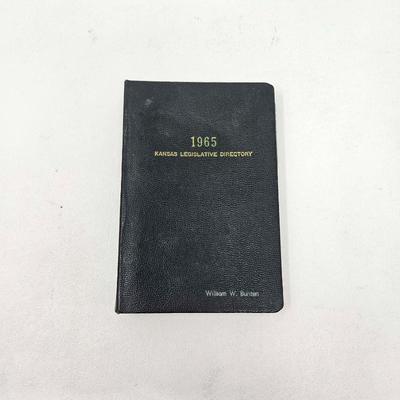 1965
KANSAS LEGISLATIVE DIRECTORY
William W. Bunten